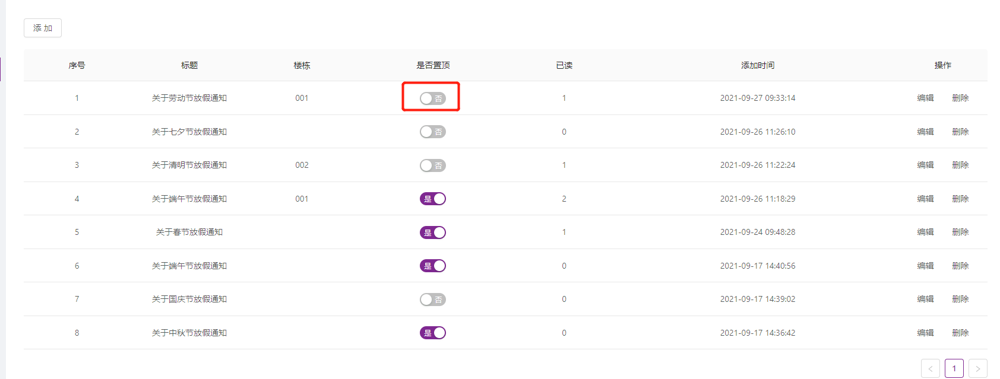 添 加
序号 标题 楼栋 是否置顶 已读 添加时间 操作
1 关于劳动节放假通知 001 否 1 2021-09-27 09:33:14 编辑 删除
2 关于七夕节放假通知 否 0 2021-09-26 11:26:10 编辑 删除
3 关于清明节放假通知 002 否 1 2021-09-26 11:22:24 编辑 删除
4 关于端午节放假通知 001 是 2 2021-09-26 11:18:29 编辑 删除
5 关于春节放假通知 是 1 2021-09-24 09:48:28 编辑 删除
6 关于端午节放假通知 是 0 2021-09-17 14:40:56 编辑 删除
7 关于国庆节放假通知 否 0 2021-09-17 14:39:02 编辑 删除
8 关于中秋节放假通知 是 0 2021-09-17 14:36:42 编辑 删除
< 1 >